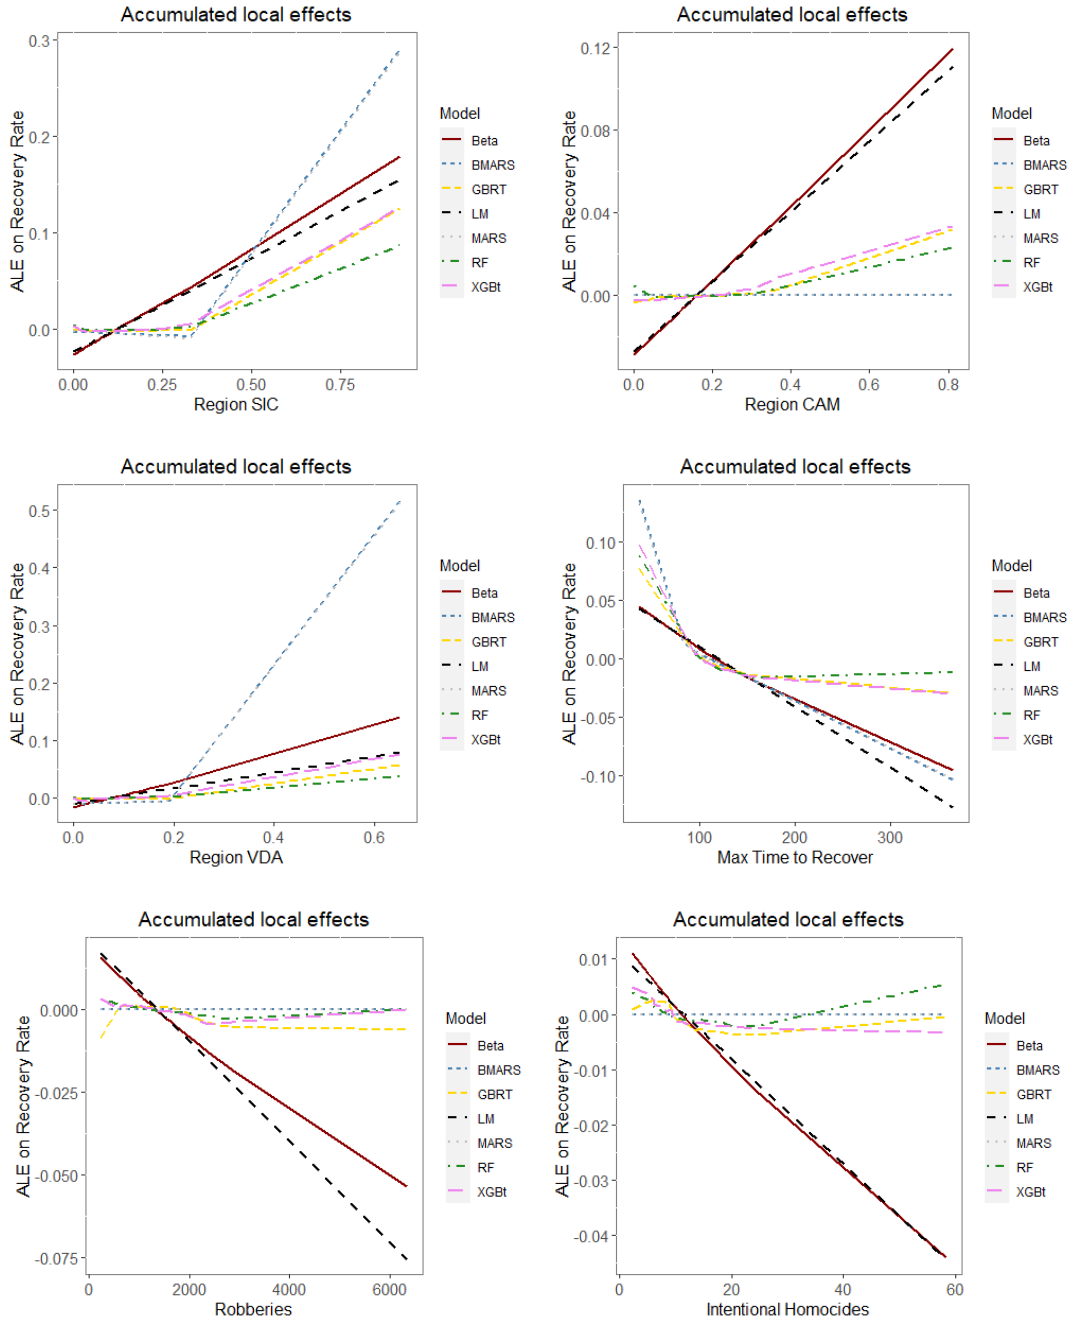 Accumulated local effects
0.3
0.2
0.1
0.0
ALE on Recovery Rate
0.00
0.25
0.50
0.75
Region SIC
Model
Beta
BMARS
GBRT
LM
MARS
RF
XGBt
Accumulated local effects
0.12
0.08
0.04
0.00
ALE on Recovery Rate
0.0
0.2
0.4
0.6
0.8
Region CAM
Model
Beta
BMARS
GBRT
LM
MARS
RF
XGBt
Accumulated local effects
0.5
0.4
0.3
0.2
0.1
0.0
ALE on Recovery Rate
0.0
0.2
0.4
0.6
Region VDA
Model
Beta
BMARS
GBRT
LM
MARS
RF
XGBt
Accumulated local effects
0.10
0.05
0.00
-0.05
-0.10
ALE on Recovery Rate
100
200
300
Max Time to Recover
Model
Beta
BMARS
GBRT
LM
MARS
RF
XGBt
Accumulated local effects
0.000
-0.025
-0.050
-0.075
ALE on Recovery Rate
0
2000
4000
6000
Robberies
Model
Beta
BMARS
GBRT
LM
MARS
RF
XGBt
Accumulated local effects
0.01
0.00
-0.01
-0.02
-0.03
-0.04
ALE on Recovery Rate
0
20
40
60
Intentional Homocides
Model
Beta
BMARS
GBRT
LM
MARS
RF
XGBt